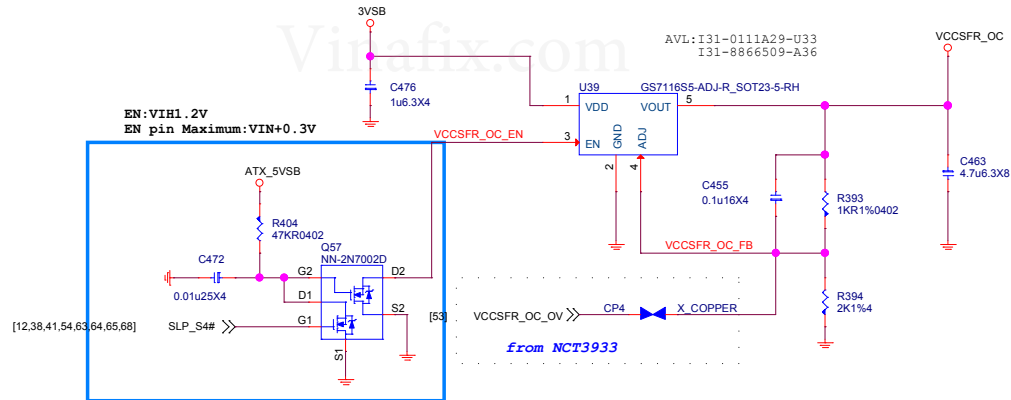 Vinafix.com
3VSB
AVL:I31-0111A29-U33
I31-8866509-A36
VCCSFR_OC
C476
1u6.3X4
U39
GS7116S5-ADJ-R_SOT23-5-RH
1
VDD
VOUT
5
EN:VIH1.2V
EN pin Maximum:VIN+0.3V
VCCSFR_OC_EN
3
EN
GND
ADJ
2
4
ATX_5VSB
C463
4.7u6.3X8
C455
0.1u16X4
R393
1KR1%0402
R404
47KR0402
Q57
NN-2N7002D
VCCSFR_OC_FB
C472
0.01u25X4
G2
D2
D1
R394
2K1%4
S2
[12,38,41,54,63,64,65,68]
SLP_S4#
G1
[53]
VCCSFR_OC_OV
CP4
X_COPPER
S1
from NCT3933